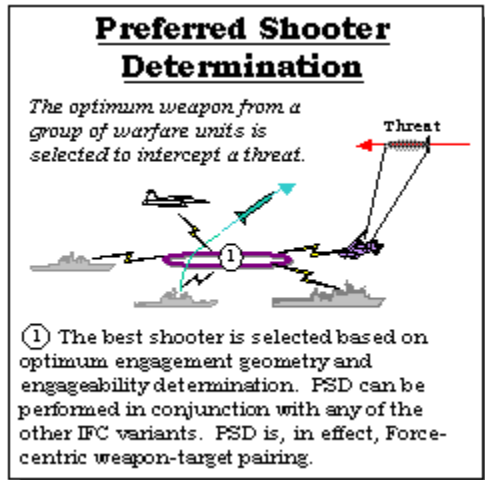 Preferred Shooter
Determination
The optimum weapon from a
group of warfare units is
selected to intercept a threat.
Threat
1
1 The best shooter is selected based on
optimum engagement geometry and
engageability determination. PSD can be
performed in conjunction with any of the
other IFC variants. PSD is, in effect, Force-
centric weapon-target pairing.